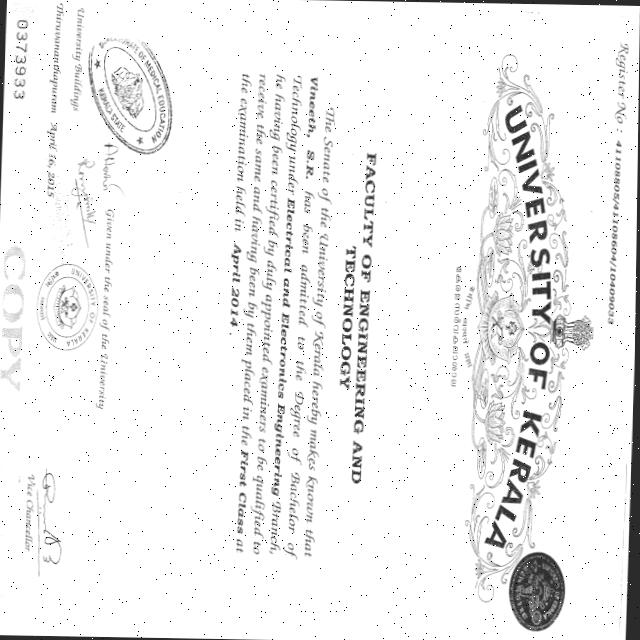 Register No : 41108805/41108604/10409033
UNIVERSITY OF KERALA
FACULTY OF ENGINEERING AND
TECHNOLOGY
The Senate of the University of Kerala hereby makes known that
Vineeth, S.R. has been admitted to the Degree of Bachelor of
Technology under Electrical and Electronics Engineering Branch,
he having been certified by duly appointed examiners to be qualified to
receive the same and having been by them placed in the First Class at
the examination held in April 2014.
Given under the seal of the University
University Buildings
Thiruvananthapuram April 16, 2015
Vice Chancellor
0373933
COPY
MEDICAL EDUCATION
KERALA STATE
UNIVERSITY OF KERALA